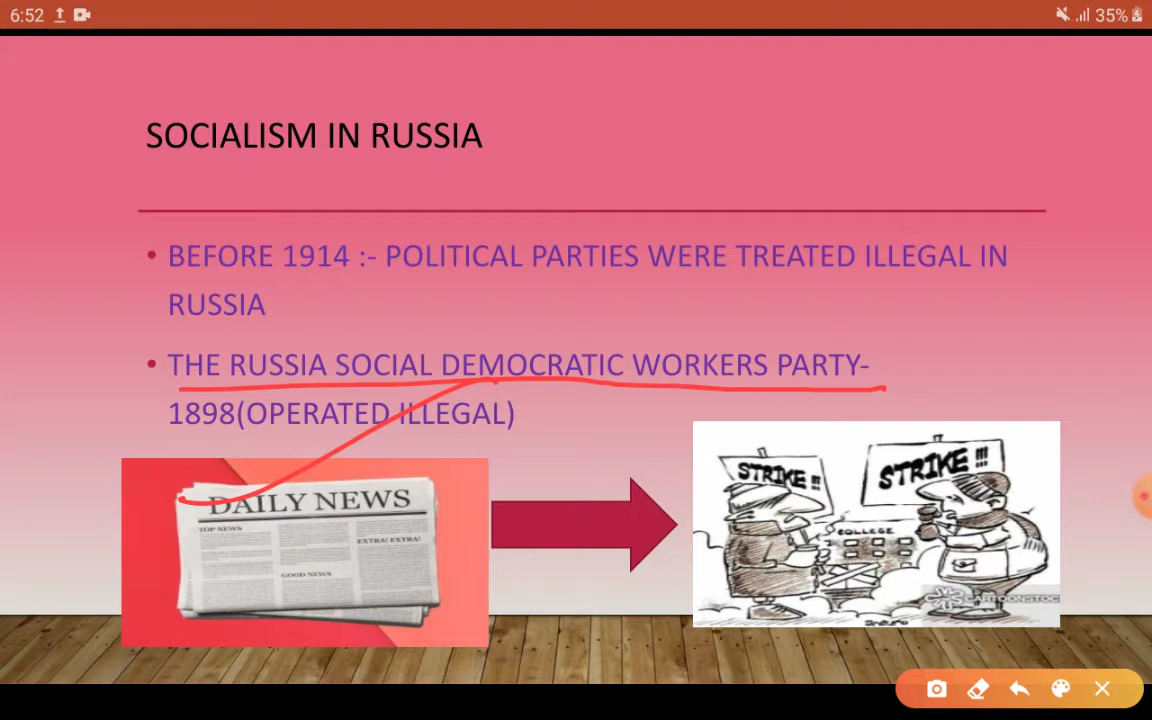 6:52
35%
SOCIALISM IN RUSSIA
• BEFORE 1914 :- POLITICAL PARTIES WERE TREATED ILLEGAL IN
RUSSIA
• THE RUSSIA SOCIAL DEMOCRATIC WORKERS PARTY-
1898(OPERATED ILLEGAL)
DAILY NEWS
TOP NEWS
EXTRA! EXTRA!
GOOD NEWS
STRIKE !!
STRIKE !!!
COLLEGE
CARTOONSTOC